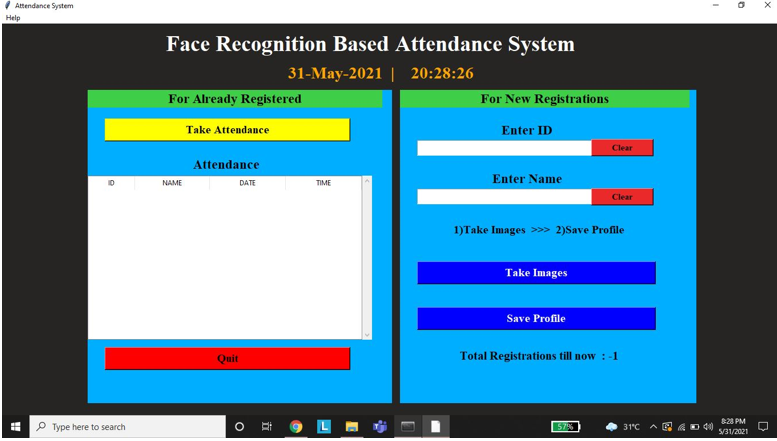 Attendance System
Help
Face Recognition Based Attendance System
31-May-2021 | 20:28:26
For Already Registered
Take Attendance
Attendance
ID NAME DATE TIME
Quit
For New Registrations
Enter ID
Clear
Enter Name
Clear
1)Take Images >>> 2)Save Profile
Take Images
Save Profile
Total Registrations till now : -1
Type here to search
L
57%
31°C
8:28 PM
5/31/2021